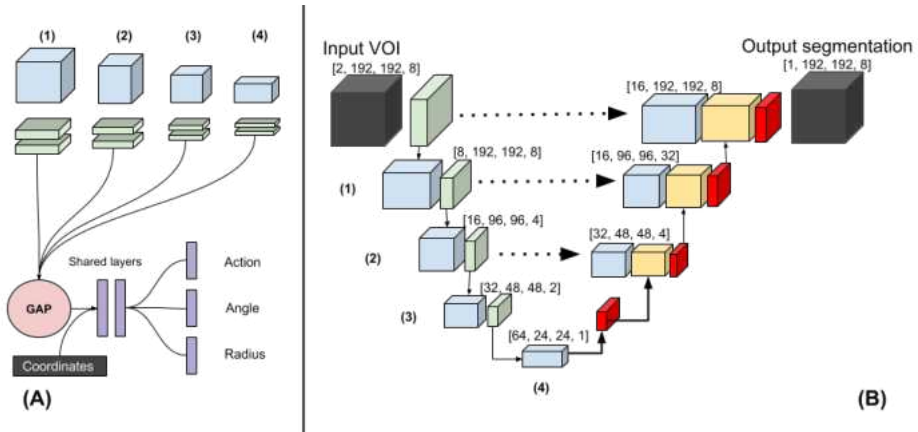 (1)
(2)
(3)
(4)
Shared layers
Action
GAP
Angle
Radius
Coordinates
(A)
Input VOI
[2, 192, 192, 8]
Output segmentation
[1, 192, 192, 8]
[16, 192, 192, 8]
[8, 192, 192, 8]
[16, 96, 96, 32]
(1)
[16, 96, 96, 4]
[32, 48, 48, 4]
(2)
[32, 48, 48, 2]
(3)
[64, 24, 24, 1]
(4)
(B)